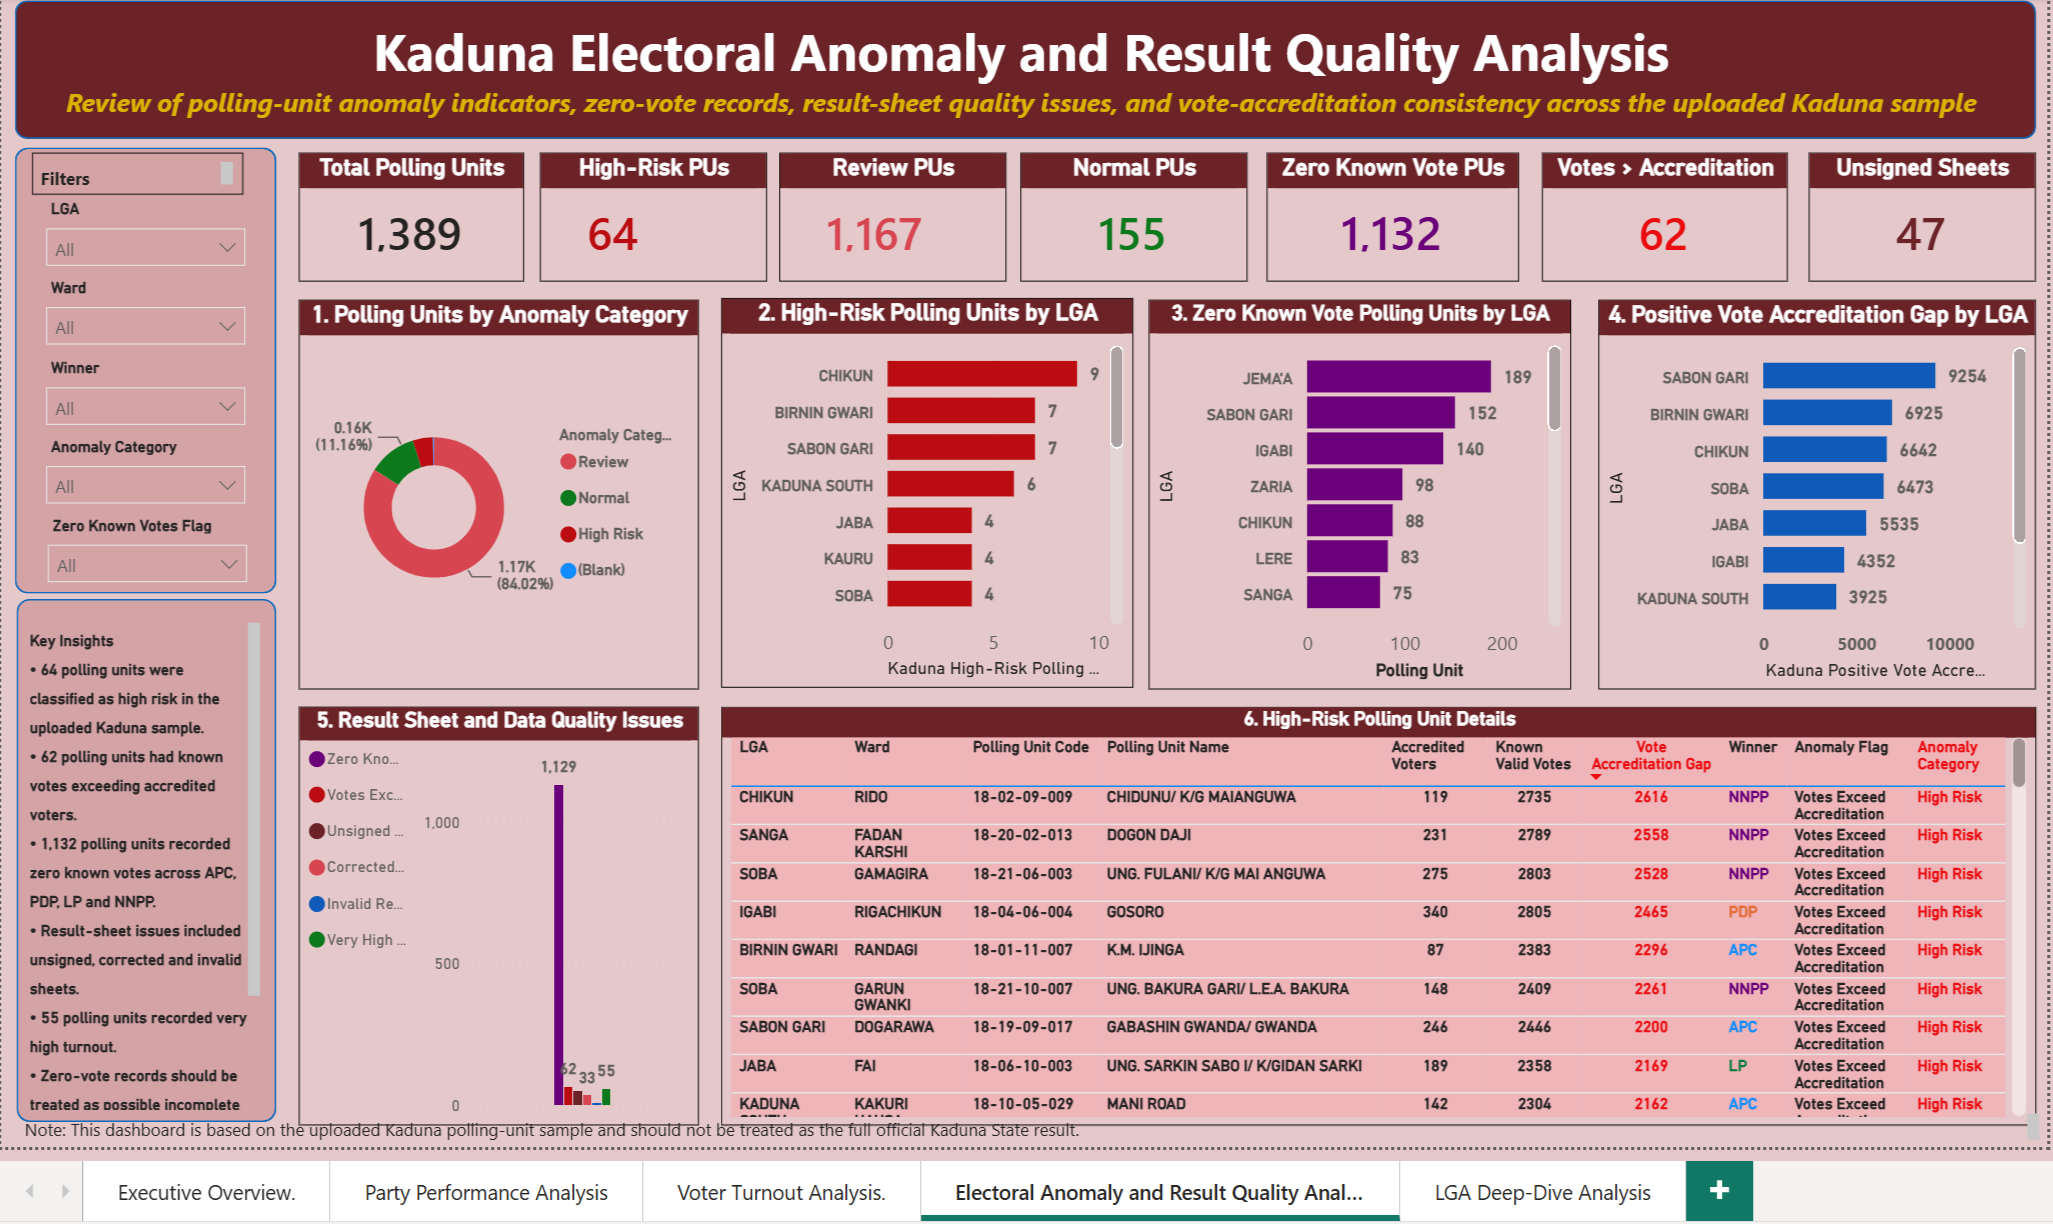 Kaduna Electoral Anomaly and Result Quality Analysis
Review of polling-unit anomaly indicators, zero-vote records, result-sheet quality issues, and vote-accreditation consistency across the uploaded Kaduna sample
Filters
LGA
All
Ward
All
Winner
All
Anomaly Category
All
Zero Known Votes Flag
All
Key Insights
• 64 polling units were
classified as high risk in the
uploaded Kaduna sample.
• 62 polling units had known
votes exceeding accredited
voters.
• 1,132 polling units recorded
zero known votes across APC,
PDP, LP and NNPP.
• Result-sheet issues included
unsigned, corrected and invalid
sheets.
• 55 polling units recorded very
high turnout.
• Zero-vote records should be
treated as possible incomplete
Total Polling Units
1,389
High-Risk PUs
64
Review PUs
1,167
Normal PUs
155
Zero Known Vote PUs
1,132
Votes > Accreditation
62
Unsigned Sheets
47
1. Polling Units by Anomaly Category
0.16K
(11.16%)
1.17K
(84.02%)
Anomaly Categ...
Review
Normal
High Risk
(Blank)
2. High-Risk Polling Units by LGA
LGA
CHIKUN 9
BIRNIN GWARI 7
SABON GARI 7
KADUNA SOUTH 6
JABA 4
KAURU 4
SOBA 4
0 5 10
Kaduna High-Risk Polling ...
3. Zero Known Vote Polling Units by LGA
LGA
JEMA'A 189
SABON GARI 152
IGABI 140
ZARIA 98
CHIKUN 88
LERE 83
SANGA 75
0 100 200
Polling Unit
4. Positive Vote Accreditation Gap by LGA
LGA
SABON GARI 9254
BIRNIN GWARI 6925
CHIKUN 6642
SOBA 6473
JABA 5535
IGABI 4352
KADUNA SOUTH 3925
0 5000 10000
Kaduna Positive Vote Accre...
5. Result Sheet and Data Quality Issues
Zero Kno...
Votes Exc...
Unsigned ...
Corrected...
Invalid Re...
Very High ...
1,000
500
0
1,129
62 33 55
6. High-Risk Polling Unit Details
LGA Ward Polling Unit Code Polling Unit Name Accredited Voters Known Valid Votes Vote Accreditation Gap Winner Anomaly Flag Anomaly Category
CHIKUN RIDO 18-02-09-009 CHIDUNU/ K/G MAIANGUWA 119 2735 2616 NNPP Votes Exceed Accreditation High Risk
SANGA FADAN KARSHI 18-20-02-013 DOGON DAJI 231 2789 2558 NNPP Votes Exceed Accreditation High Risk
SOBA GAMAGIRA 18-21-06-003 UNG. FULANI/ K/G MAI ANGUWA 275 2803 2528 NNPP Votes Exceed Accreditation High Risk
IGABI RIGACHIKUN 18-04-06-004 GOSORO 340 2805 2465 PDP Votes Exceed Accreditation High Risk
BIRNIN GWARI RANDAGI 18-01-11-007 K.M. IJINGA 87 2383 2296 APC Votes Exceed Accreditation High Risk
SOBA GARUN GWANKI 18-21-10-007 UNG. BAKURA GARI/ L.E.A. BAKURA 148 2409 2261 NNPP Votes Exceed Accreditation High Risk
SABON GARI DOGARAWA 18-19-09-017 GABASHIN GWANDA/ GWANDA 246 2446 2200 APC Votes Exceed Accreditation High Risk
JABA FAI 18-06-10-003 UNG. SARKIN SABO I/ K/GIDAN SARKI 189 2358 2169 LP Votes Exceed Accreditation High Risk
KADUNA KAKURI 18-10-05-029 MANI ROAD 142 2304 2162 APC Votes Exceed High Risk
Note: This dashboard is based on the uploaded Kaduna polling-unit sample and should not be treated as the full official Kaduna State result.
Executive Overview.
Party Performance Analysis
Voter Turnout Analysis.
Electoral Anomaly and Result Quality Anal...
LGA Deep-Dive Analysis
+